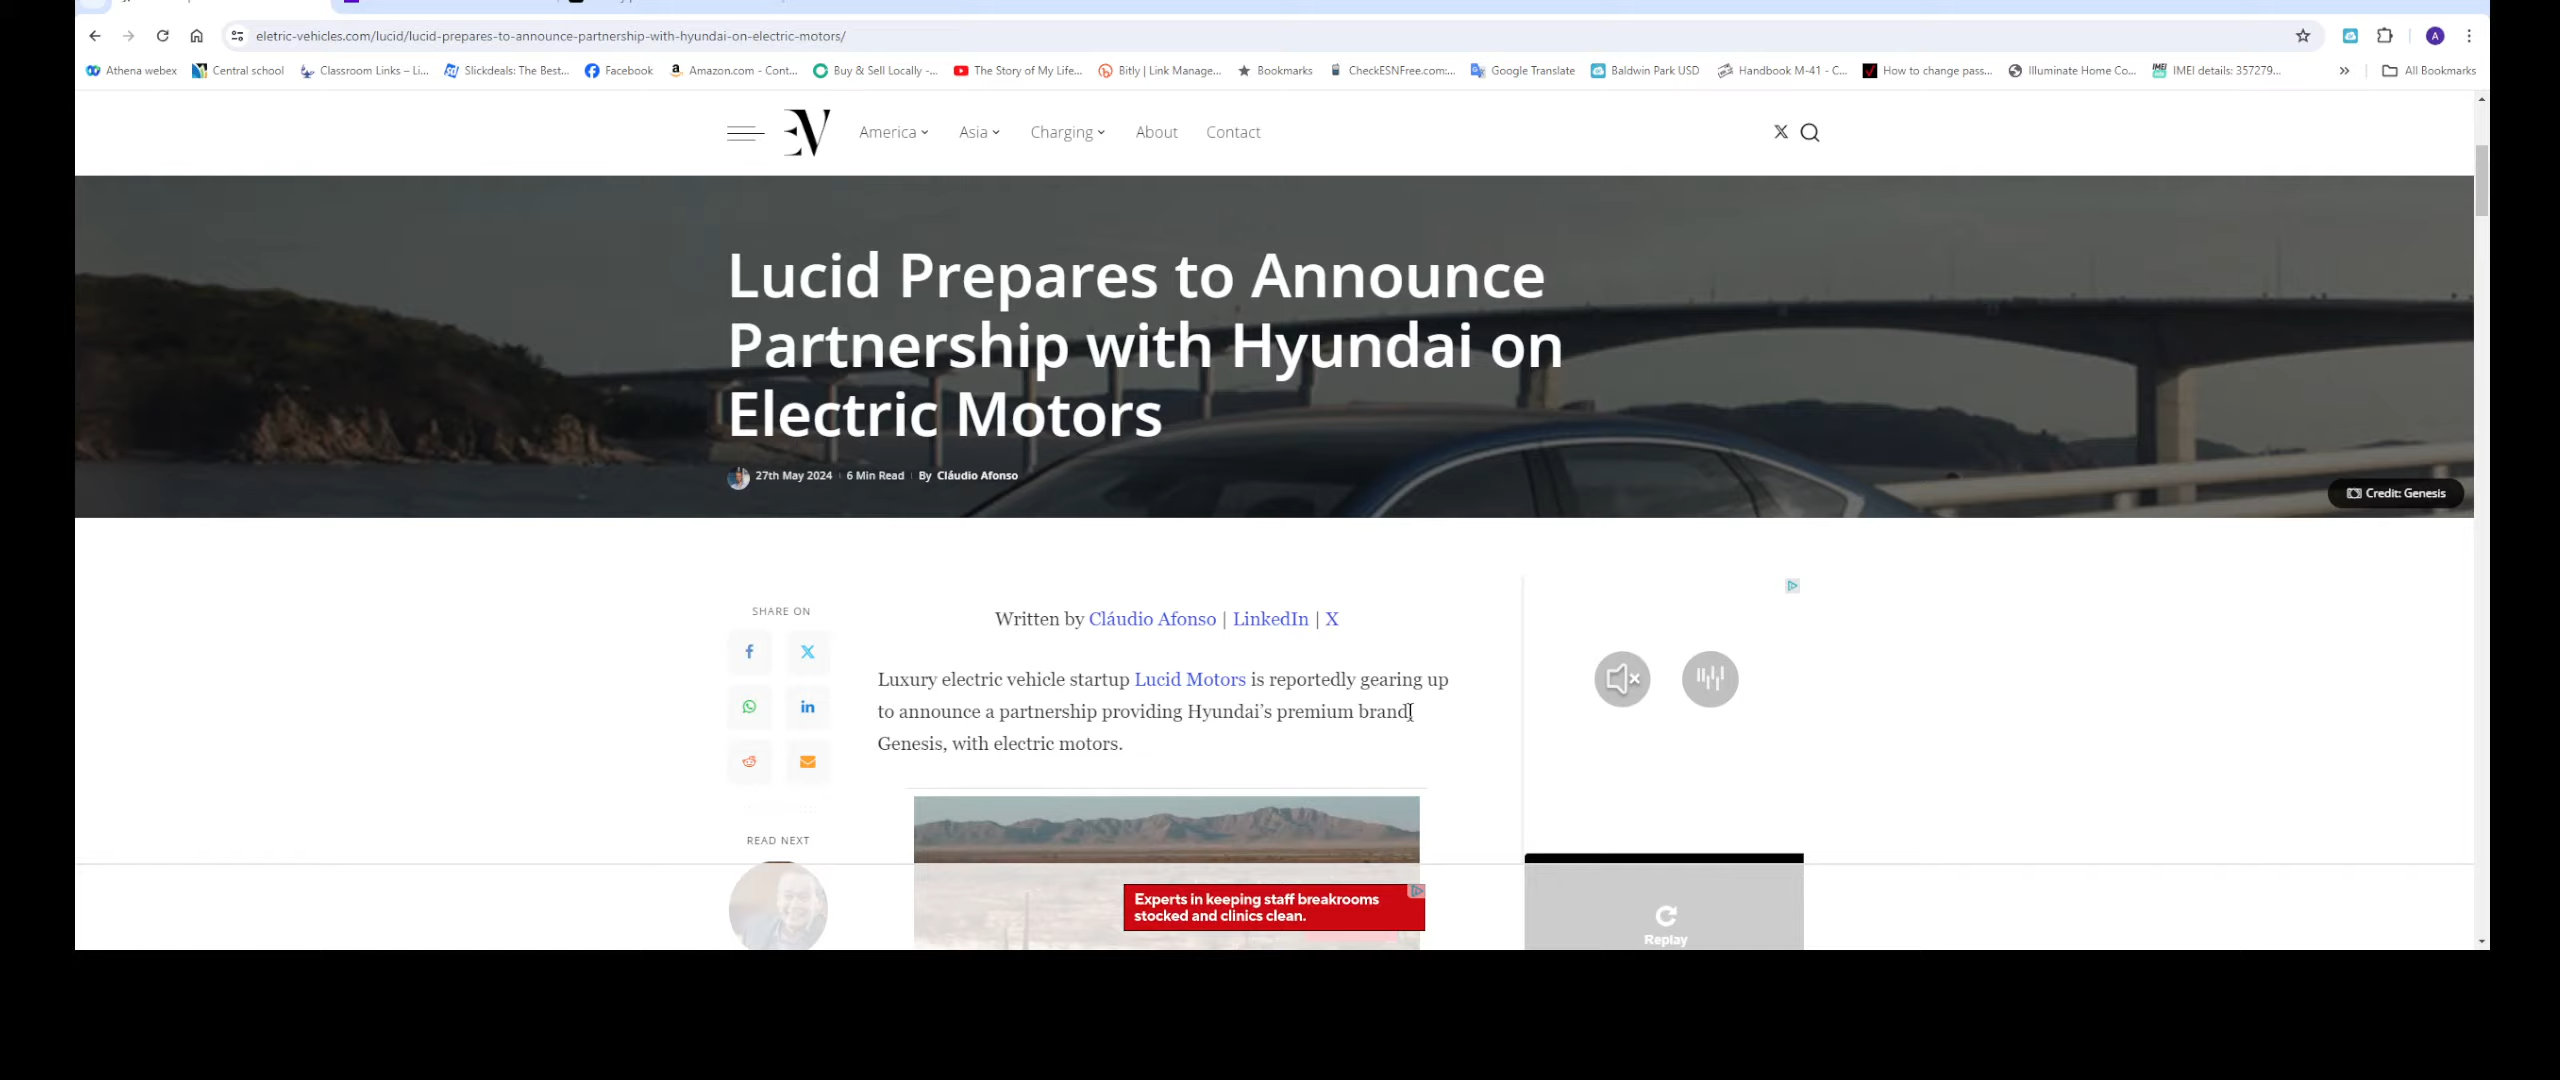 eletric-vehicles.com/lucid/lucid-prepares-to-announce-partnership-with-hyundai-on-electric-motors/
A
Athena webex
Central school
Classroom Links – Li...
Slickdeals: The Best...
Facebook
Amazon.com - Cont...
Buy & Sell Locally -...
The Story of My Life...
Bitly | Link Manage...
Bookmarks
CheckESNFree.com:...
Google Translate
Baldwin Park USD
Handbook M-41 - C...
How to change pass...
Illuminate Home Co...
IMEI details: 357279...
All Bookmarks
EV
America
Asia
Charging
About
Contact
Lucid Prepares to Announce
Partnership with Hyundai on
Electric Motors
27th May 2024 | 6 Min Read | By Cláudio Afonso
Credit: Genesis
SHARE ON
Written by Cláudio Afonso | LinkedIn | X
Luxury electric vehicle startup Lucid Motors is reportedly gearing up
to announce a partnership providing Hyundai’s premium brand,
Genesis, with electric motors.
READ NEXT
Experts in keeping staff breakrooms
stocked and clinics clean.
Replay